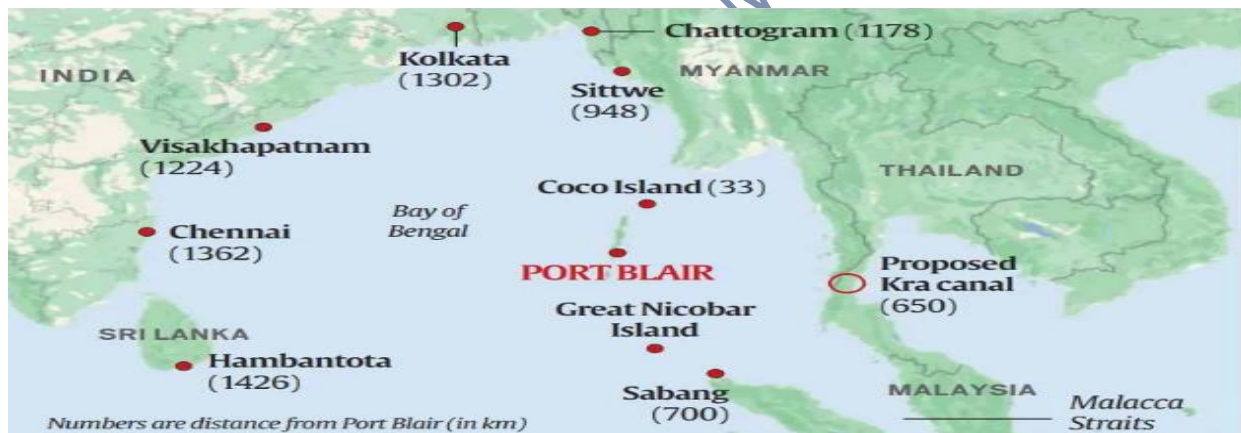 Chattogram (1178)
Kolkata
(1302)
INDIA
MYANMAR
Sittwe
(948)
Visakhapatnam
(1224)
THAILAND
Coco Island (33)
Bay of
Bengal
Chennai
(1362)
PORT BLAIR
Proposed
Kra canal
(650)
Great Nicobar
Island
SRI LANKA
Hambantota
(1426)
Sabang
(700)
MALAYSIA
Malacca
Straits
Numbers are distance from Port Blair (in km)